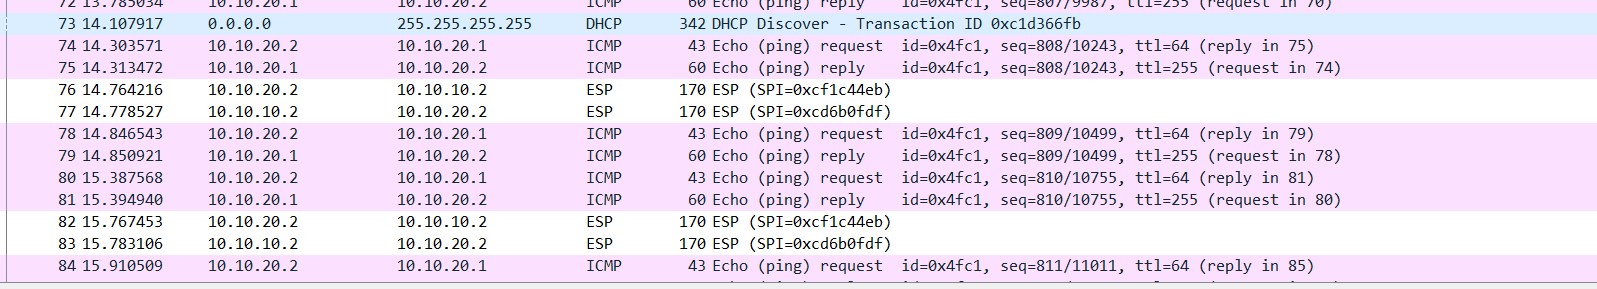 72 13.785034 10.10.20.1 10.10.20.2 ICMP 60 Echo (ping) reply id=0x4fc1, seq=807/9987, ttl=255 (request in 70)
73 14.107917 0.0.0.0 255.255.255.255 DHCP 342 DHCP Discover - Transaction ID 0xc1d366fb
74 14.303571 10.10.20.2 10.10.20.1 ICMP 43 Echo (ping) request id=0x4fc1, seq=808/10243, ttl=64 (reply in 75)
75 14.313472 10.10.20.1 10.10.20.2 ICMP 60 Echo (ping) reply id=0x4fc1, seq=808/10243, ttl=255 (request in 74)
76 14.764216 10.10.20.2 10.10.10.2 ESP 170 ESP (SPI=0xcf1c44eb)
77 14.778527 10.10.10.2 10.10.20.2 ESP 170 ESP (SPI=0xcd6b0fdf)
78 14.846543 10.10.20.2 10.10.20.1 ICMP 43 Echo (ping) request id=0x4fc1, seq=809/10499, ttl=64 (reply in 79)
79 14.850921 10.10.20.1 10.10.20.2 ICMP 60 Echo (ping) reply id=0x4fc1, seq=809/10499, ttl=255 (request in 78)
80 15.387568 10.10.20.2 10.10.20.1 ICMP 43 Echo (ping) request id=0x4fc1, seq=810/10755, ttl=64 (reply in 81)
81 15.394940 10.10.20.1 10.10.20.2 ICMP 60 Echo (ping) reply id=0x4fc1, seq=810/10755, ttl=255 (request in 80)
82 15.767453 10.10.20.2 10.10.10.2 ESP 170 ESP (SPI=0xcf1c44eb)
83 15.783106 10.10.10.2 10.10.20.2 ESP 170 ESP (SPI=0xcd6b0fdf)
84 15.910509 10.10.20.2 10.10.20.1 ICMP 43 Echo (ping) request id=0x4fc1, seq=811/11011, ttl=64 (reply in 85)